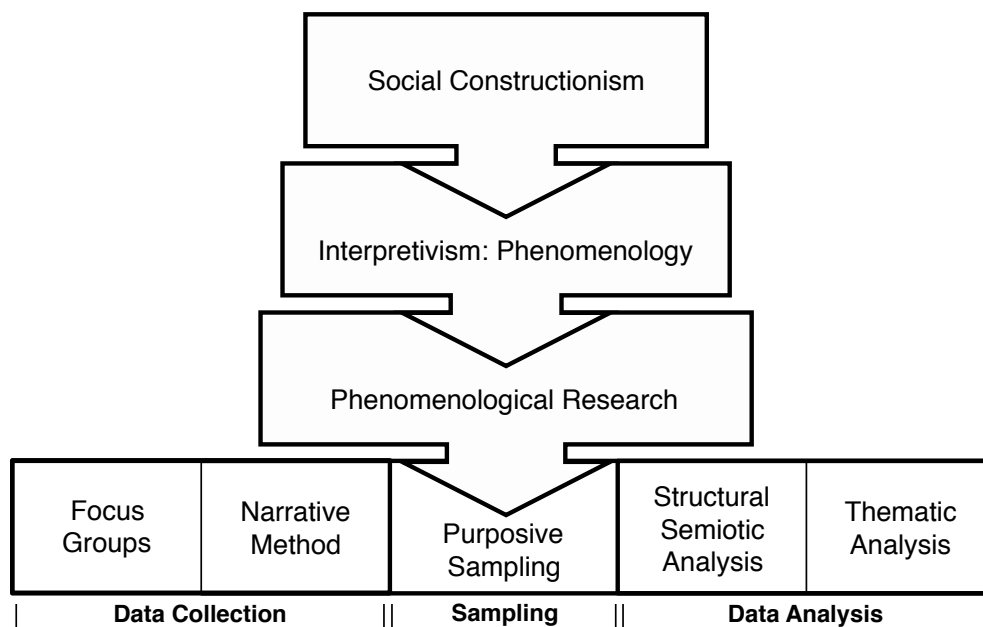 Social Constructionism
Interpretivism: Phenomenology
Phenomenological Research
Focus
Groups
Narrative
Method
Purposive
Sampling
Structural
Semiotic
Analysis
Thematic
Analysis
Data Collection
Sampling
Data Analysis